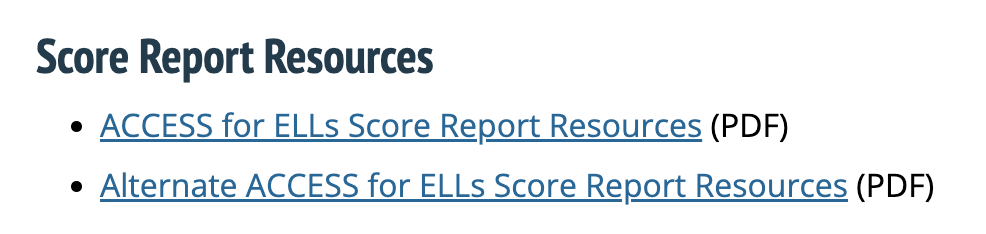 Score Report Resources
• ACCESS for ELLs Score Report Resources (PDF)
• Alternate ACCESS for ELLs Score Report Resources (PDF)